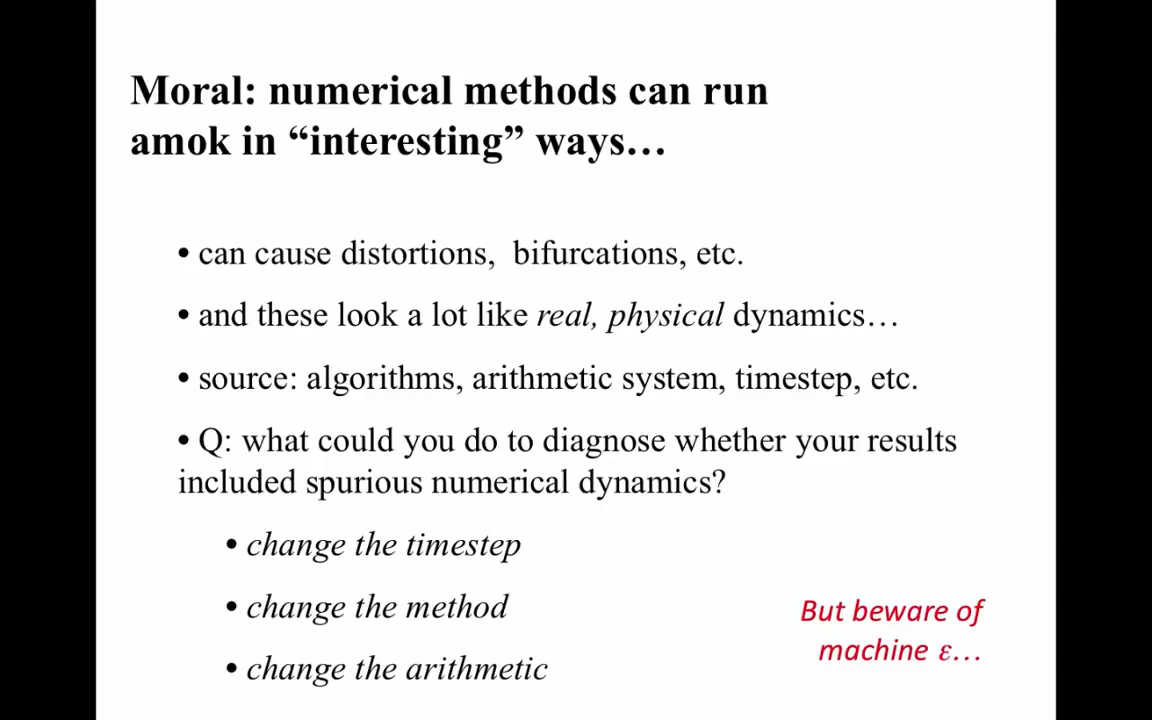 Moral: numerical methods can run
amok in “interesting” ways…
• can cause distortions,  bifurcations, etc.
• and these look a lot like real, physical dynamics…
• source: algorithms, arithmetic system, timestep, etc.
• Q: what could you do to diagnose whether your results
included spurious numerical dynamics?
• change the timestep
• change the method
• change the arithmetic
But beware of
machine ε…